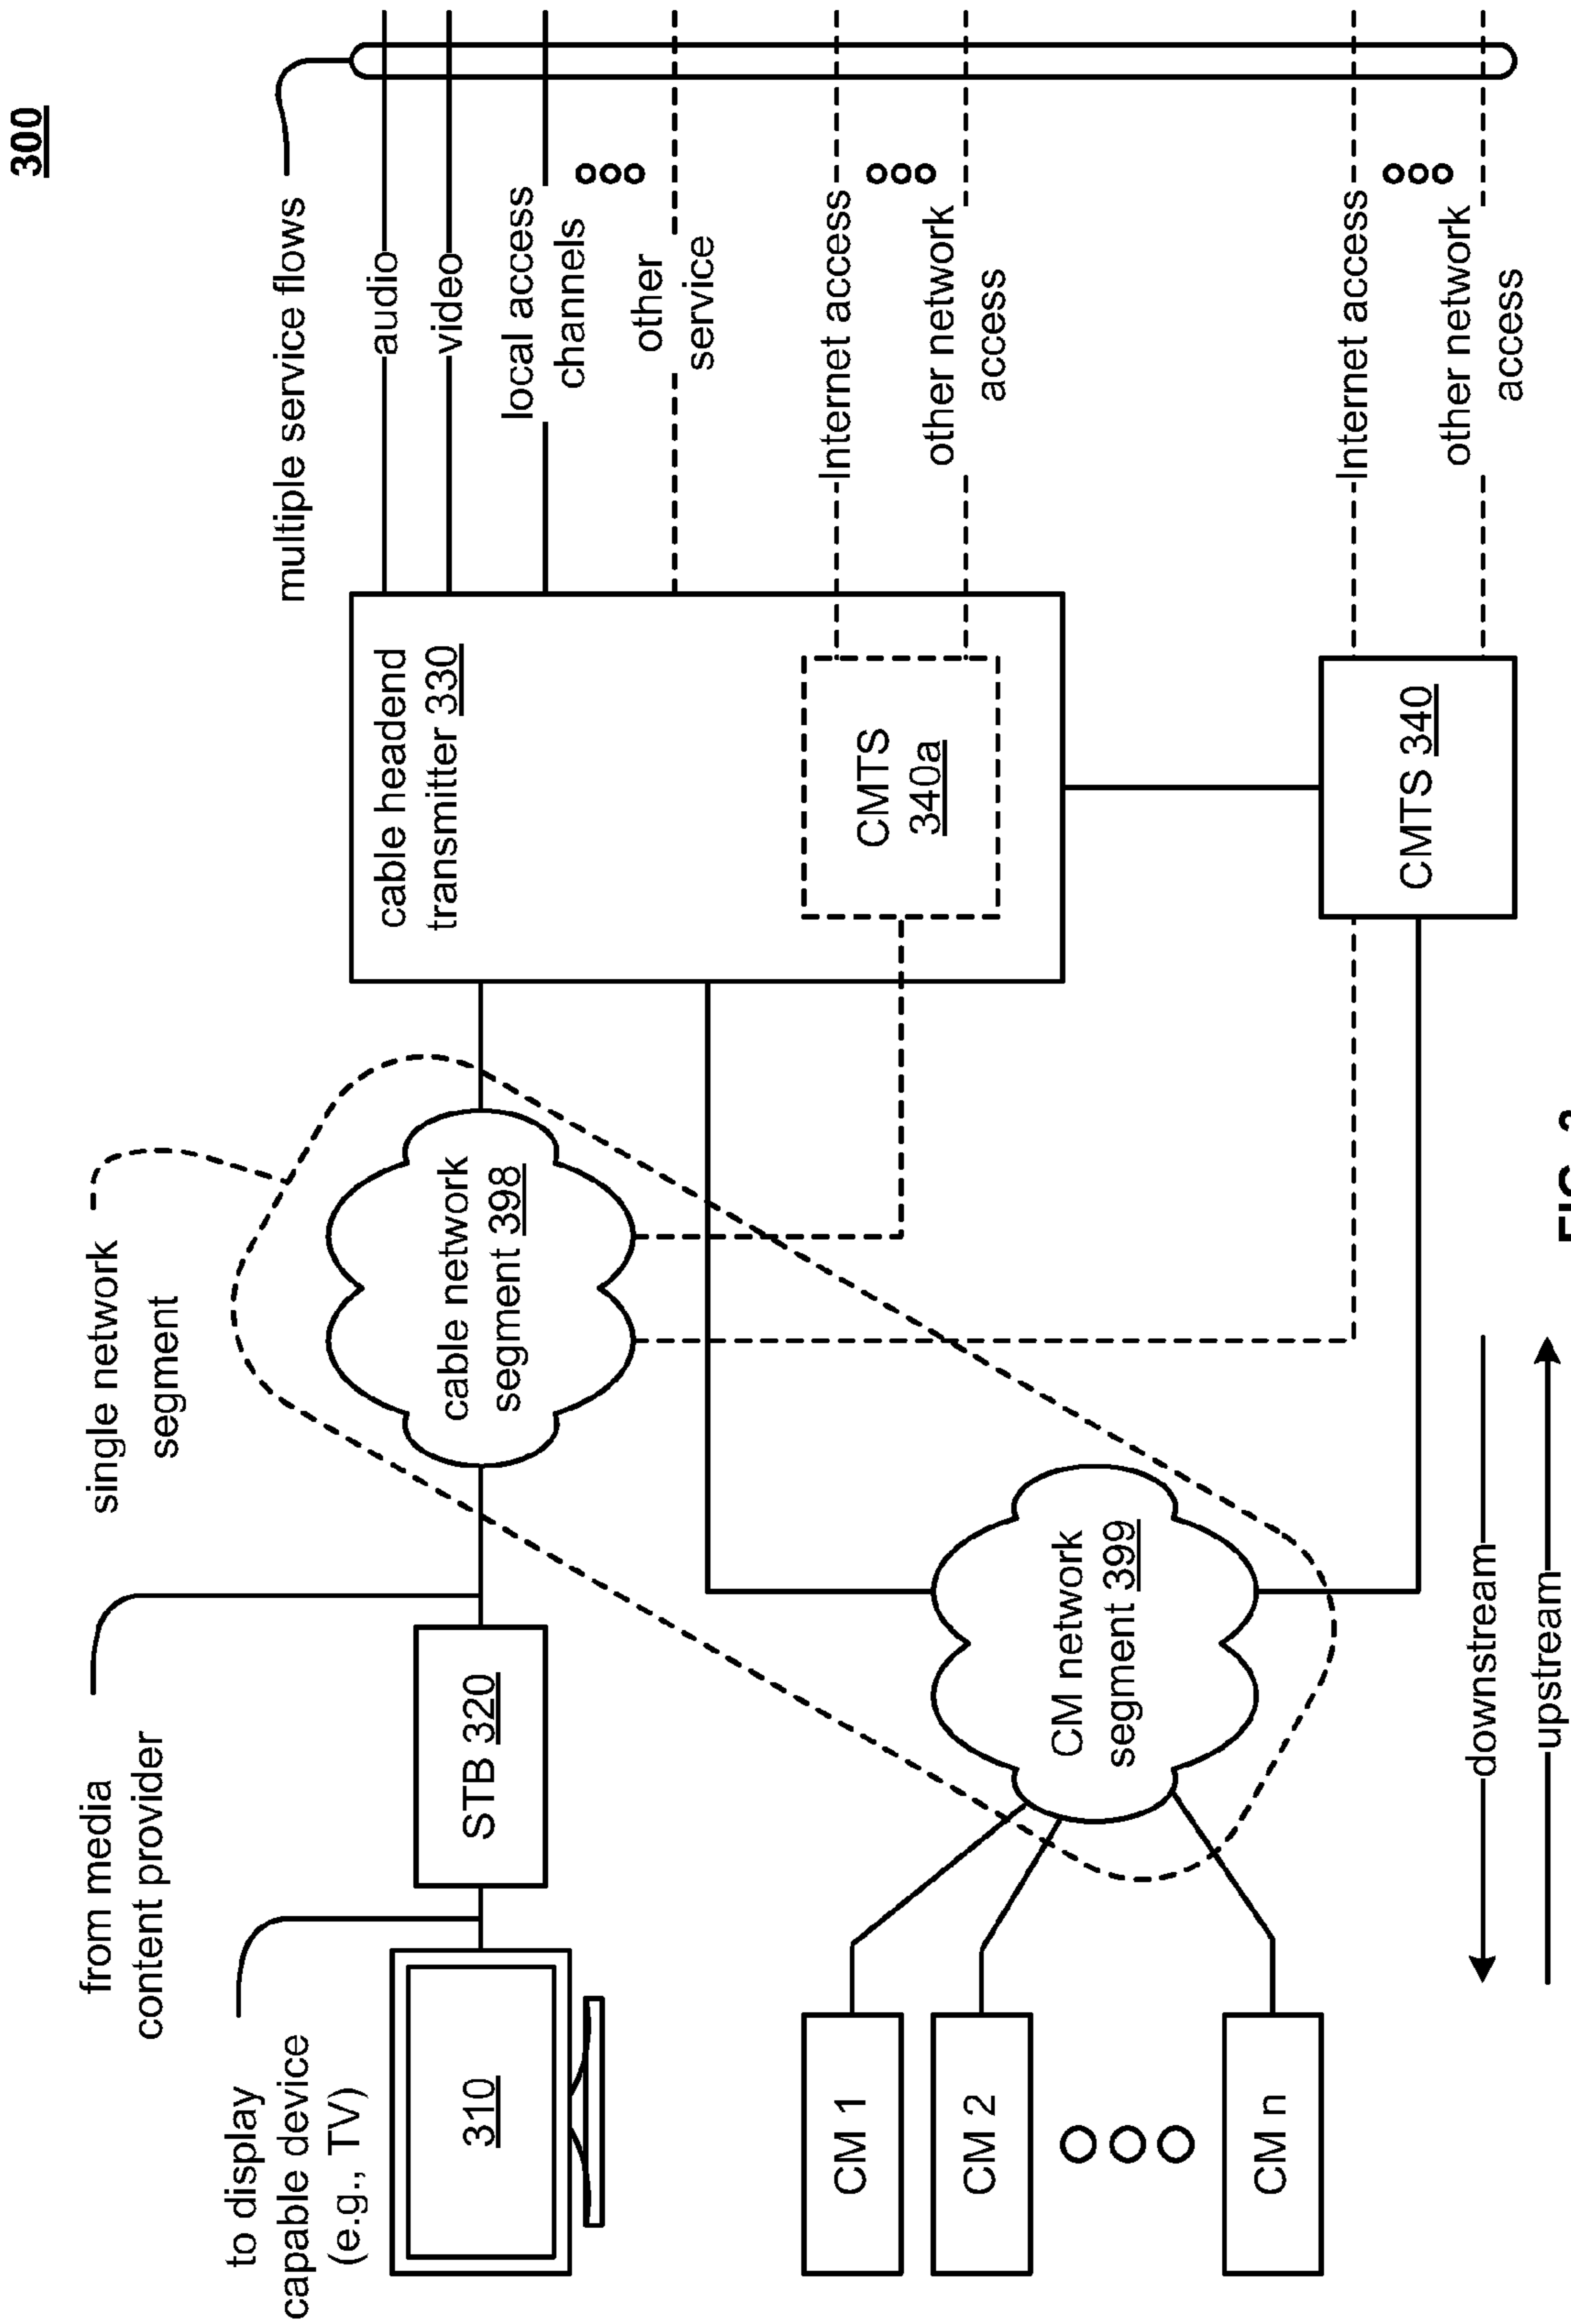 300
multiple service flows
audio
video
local access
channels
other
service
Internet access
other network
access
Internet access
other network
access
cable headend
transmitter 330
CMTS
340a
CMTS 340
single network
segment
cable network
segment 398
CM network
segment 399
from media
content provider
STB 320
to display
capable device
(e.g., TV)
310
CM 1
CM 2
CM n
downstream
upstream